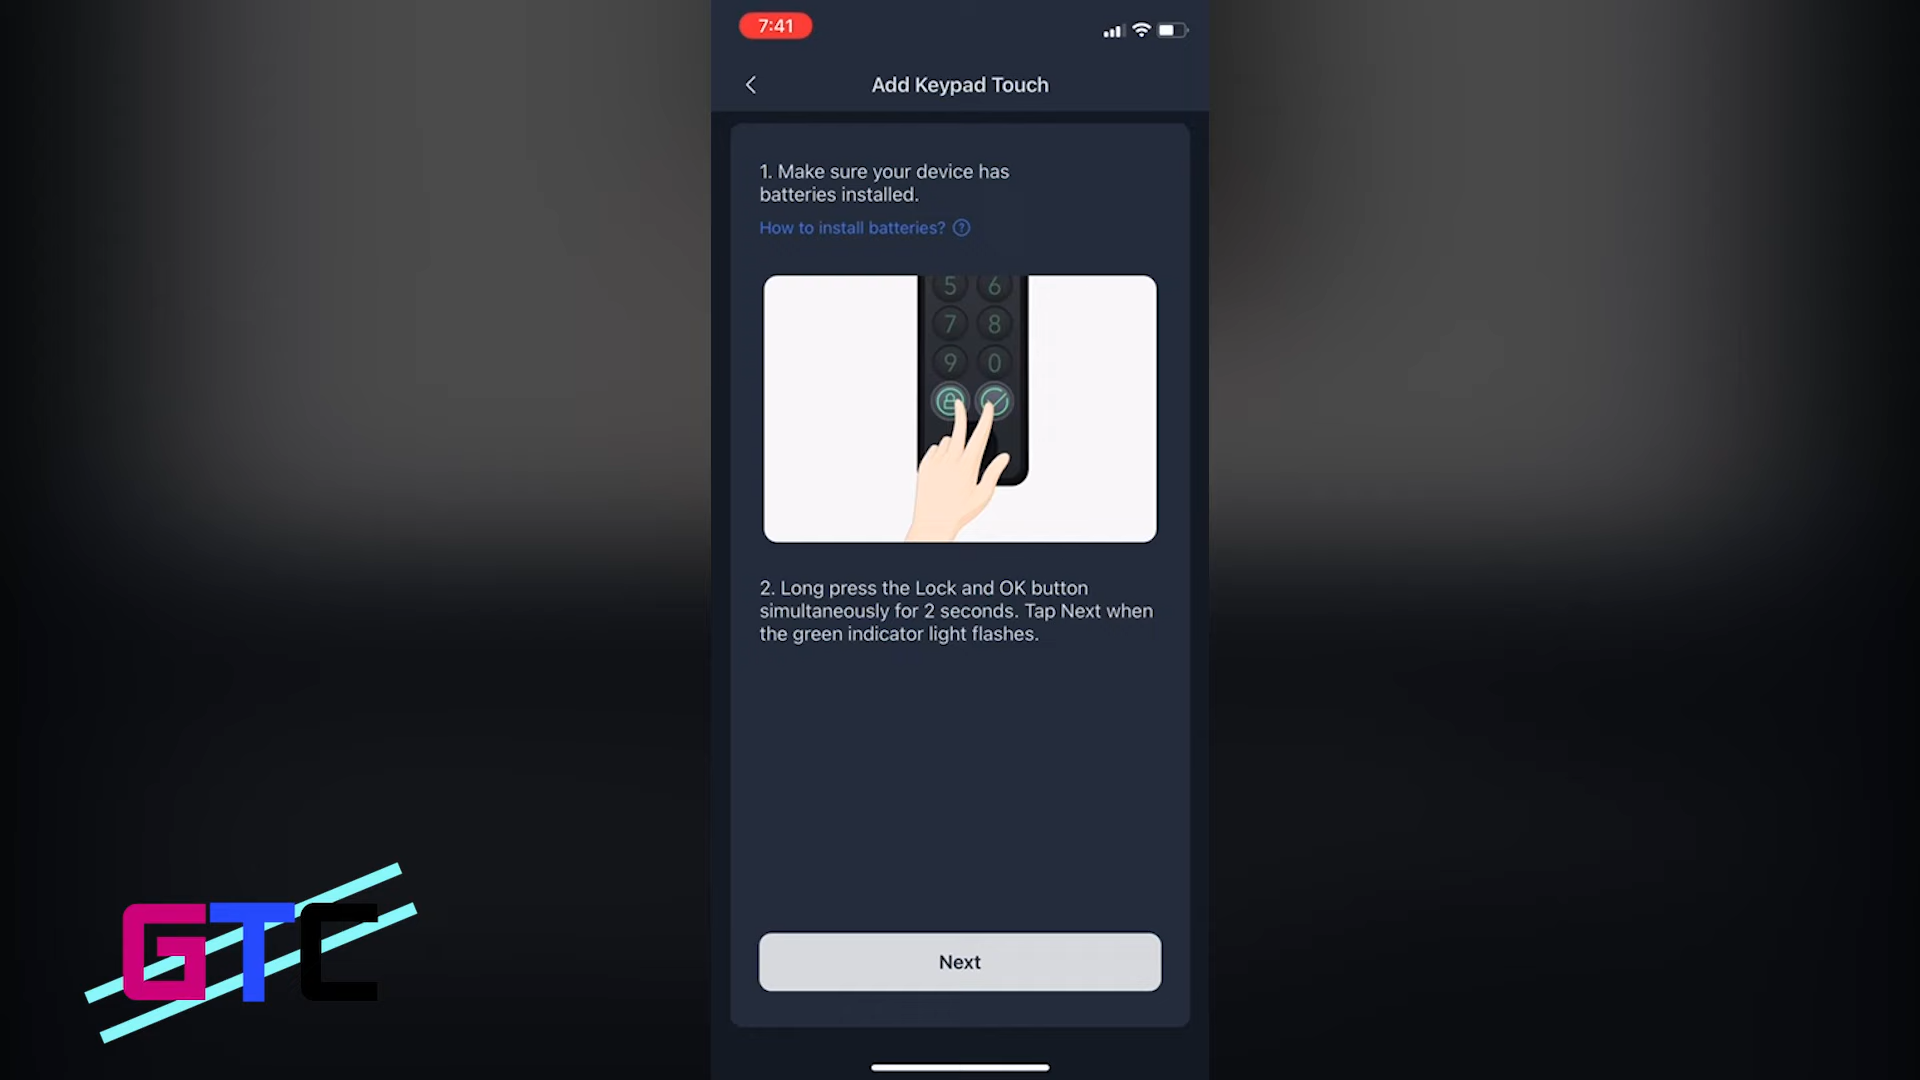 7:41
Add Keypad Touch
1. Make sure your device has
batteries installed.
How to install batteries? ?
5 6
7 8
9 0
2. Long press the Lock and OK button
simultaneously for 2 seconds. Tap Next when
the green indicator light flashes.
Next
GTC